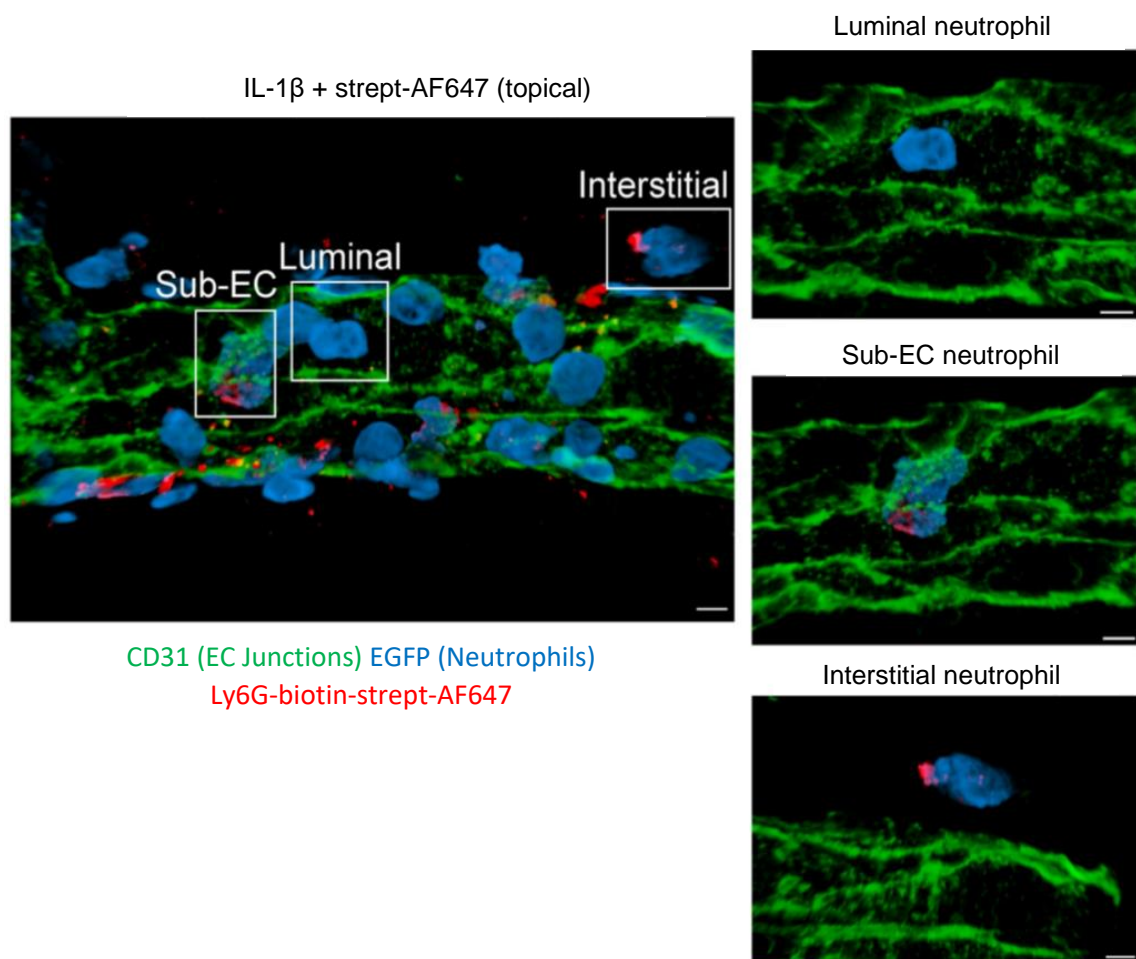 IL-1β + strept-AF647 (topical)
Interstitial
Luminal
Sub-EC
CD31 (EC Junctions) EGFP (Neutrophils)
Ly6G-biotin-strept-AF647
Luminal neutrophil
Sub-EC neutrophil
Interstitial neutrophil